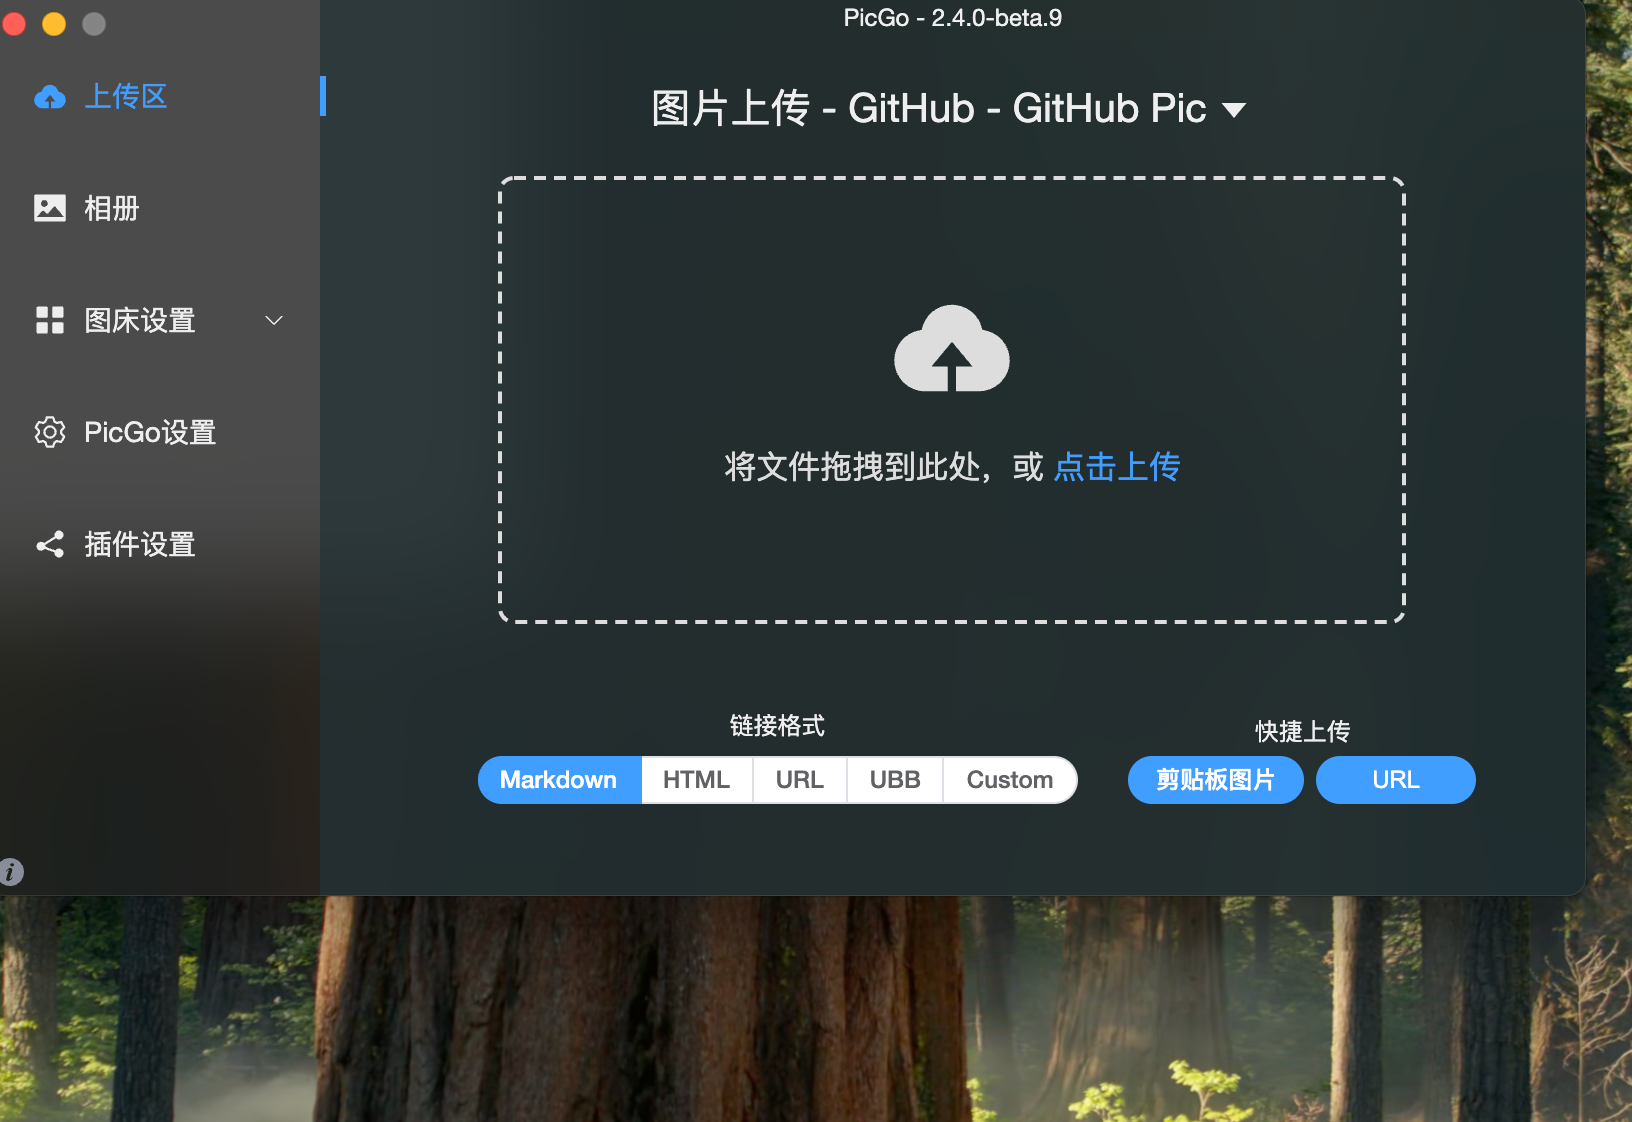 PicGo - 2.4.0-beta.9
上传区
相册
图床设置
PicGo设置
插件设置
图片上传 - GitHub - GitHub Pic
将文件拖拽到此处，或 点击上传
链接格式
Markdown HTML URL UBB Custom
快捷上传
剪贴板图片 URL
i